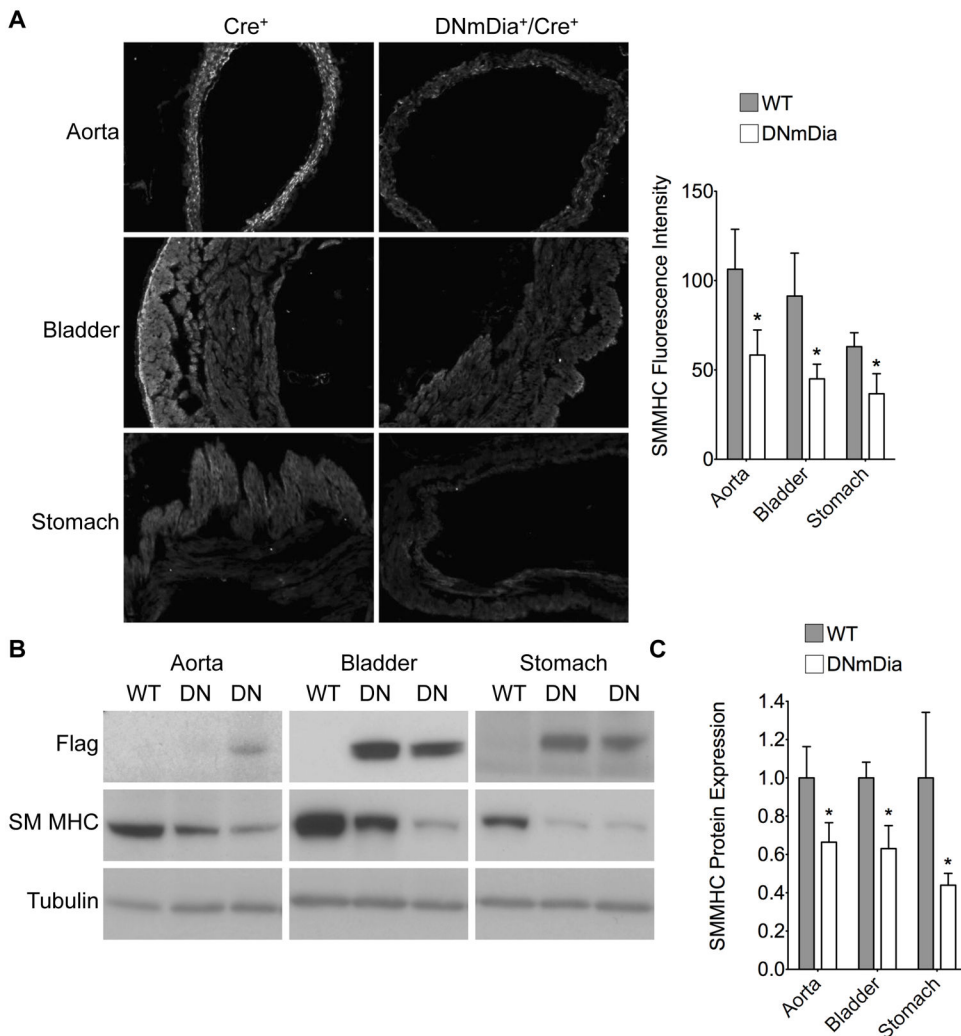 A
Cre⁺
DNmDia⁺/Cre⁺
Aorta
Bladder
Stomach
WT
DNmDia
SMMHC Fluorescence Intensity
150
100
50
0
*
*
*
Aorta
Bladder
Stomach
B
Aorta
Bladder
Stomach
WT DN DN
WT DN DN
WT DN DN
Flag
SM MHC
Tubulin
C
WT
DNmDia
SMMHC Protein Expression
1.4
1.2
1.0
0.8
0.6
0.4
0.2
0.0
*
*
*
Aorta
Bladder
Stomach